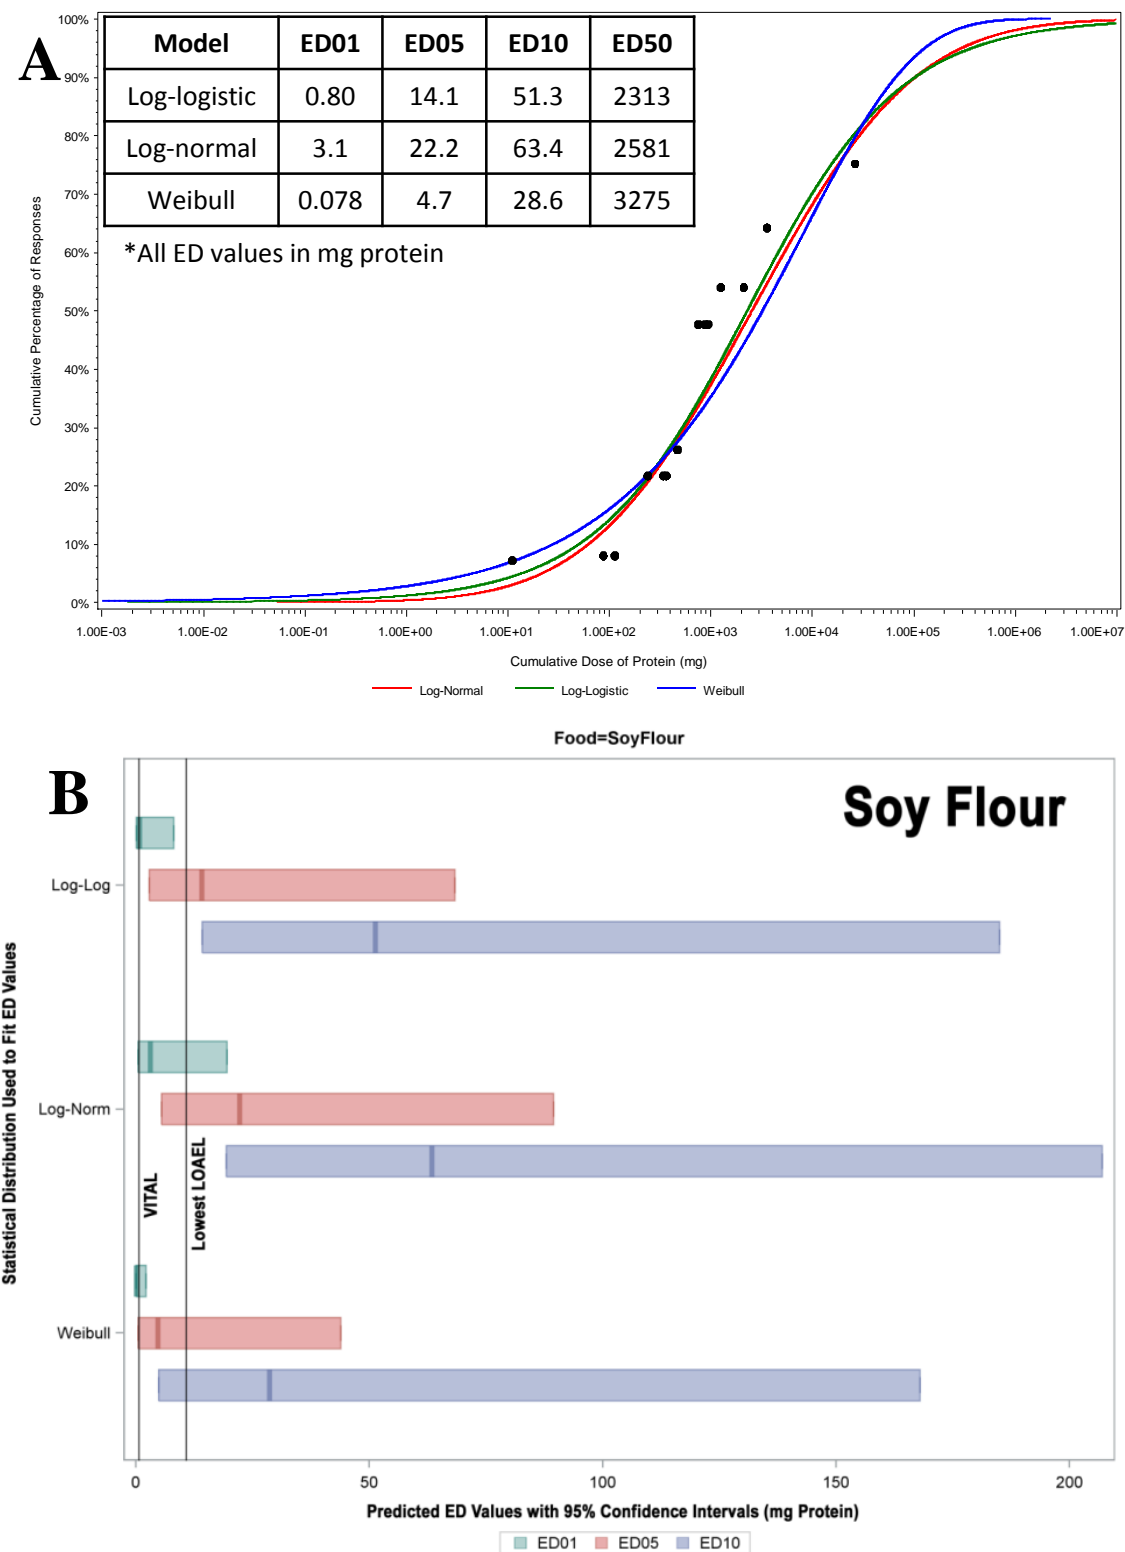 A
Model ED01 ED05 ED10 ED50
Log-logistic 0.80 14.1 51.3 2313
Log-normal 3.1 22.2 63.4 2581
Weibull 0.078 4.7 28.6 3275
*All ED values in mg protein
Cumulative Percentage of Responses
100%
90%
80%
70%
60%
50%
40%
30%
20%
10%
0%
1.00E-03 1.00E-02 1.00E-01 1.00E+00 1.00E+01 1.00E+02 1.00E+03 1.00E+04 1.00E+05 1.00E+06 1.00E+07
Cumulative Dose of Protein (mg)
Log-Normal Log-Logistic Weibull
Food=SoyFlour
B
Soy Flour
Statistical Distribution Used to Fit ED Values
Log-Log
Log-Norm
Weibull
VITAL
Lowest LOAEL
0 50 100 150 200
Predicted ED Values with 95% Confidence Intervals (mg Protein)
ED01 ED05 ED10